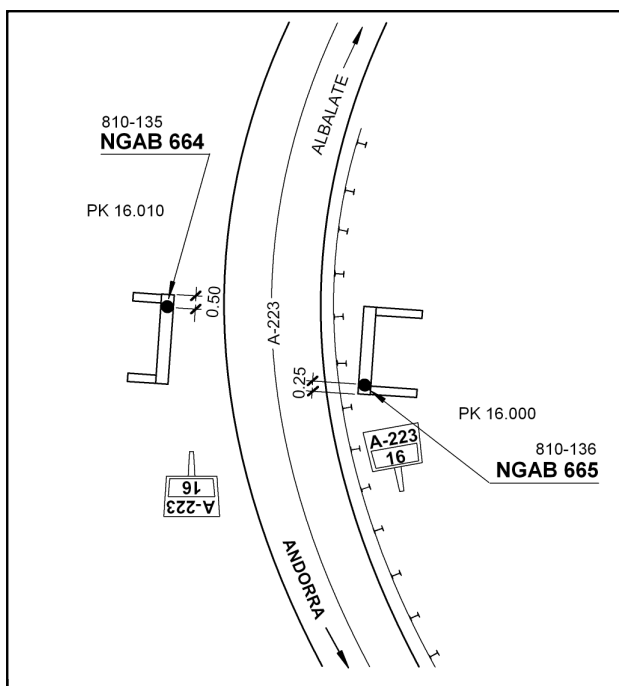 ALBALATE
810-135
NGAB 664
PK 16.010
0.50
A-223
0.25
PK 16.000
A-223
16
810-136
NGAB 665
A-223
16
ANDORRA